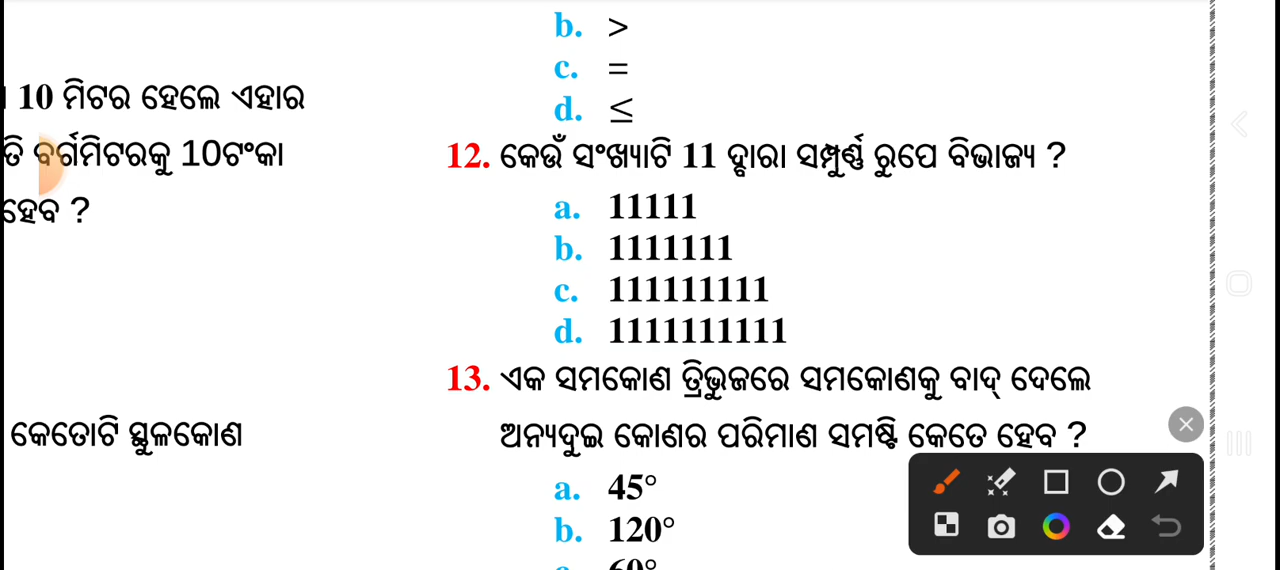 10 ମିଟର ହେଲେ ଏହାର
ତି ବର୍ଗମିଟରକୁ 10ଟଂକା
ହେବ ?
କେତୋଟି ସ୍ଥୁଳକୋଣ
b. >
c. =
d. ≤
12. କେଉଁ ସଂଖ୍ୟାଟି 11 ଦ୍ବାରା ସମ୍ପୁର୍ଣ୍ଣ ରୁପେ ବିଭାଜ୍ୟ ?
a. 11111
b. 1111111
c. 111111111
d. 1111111111
13. ଏକ ସମକୋଣ ତ୍ରିଭୁଜରେ ସମକୋଣକୁ ବାଦ୍ ଦେଲେ
ଅନ୍ୟଦୁଇ କୋଣର ପରିମାଣ ସମଷ୍ଟି କେତେ ହେବ ?
a. 45°
b. 120°